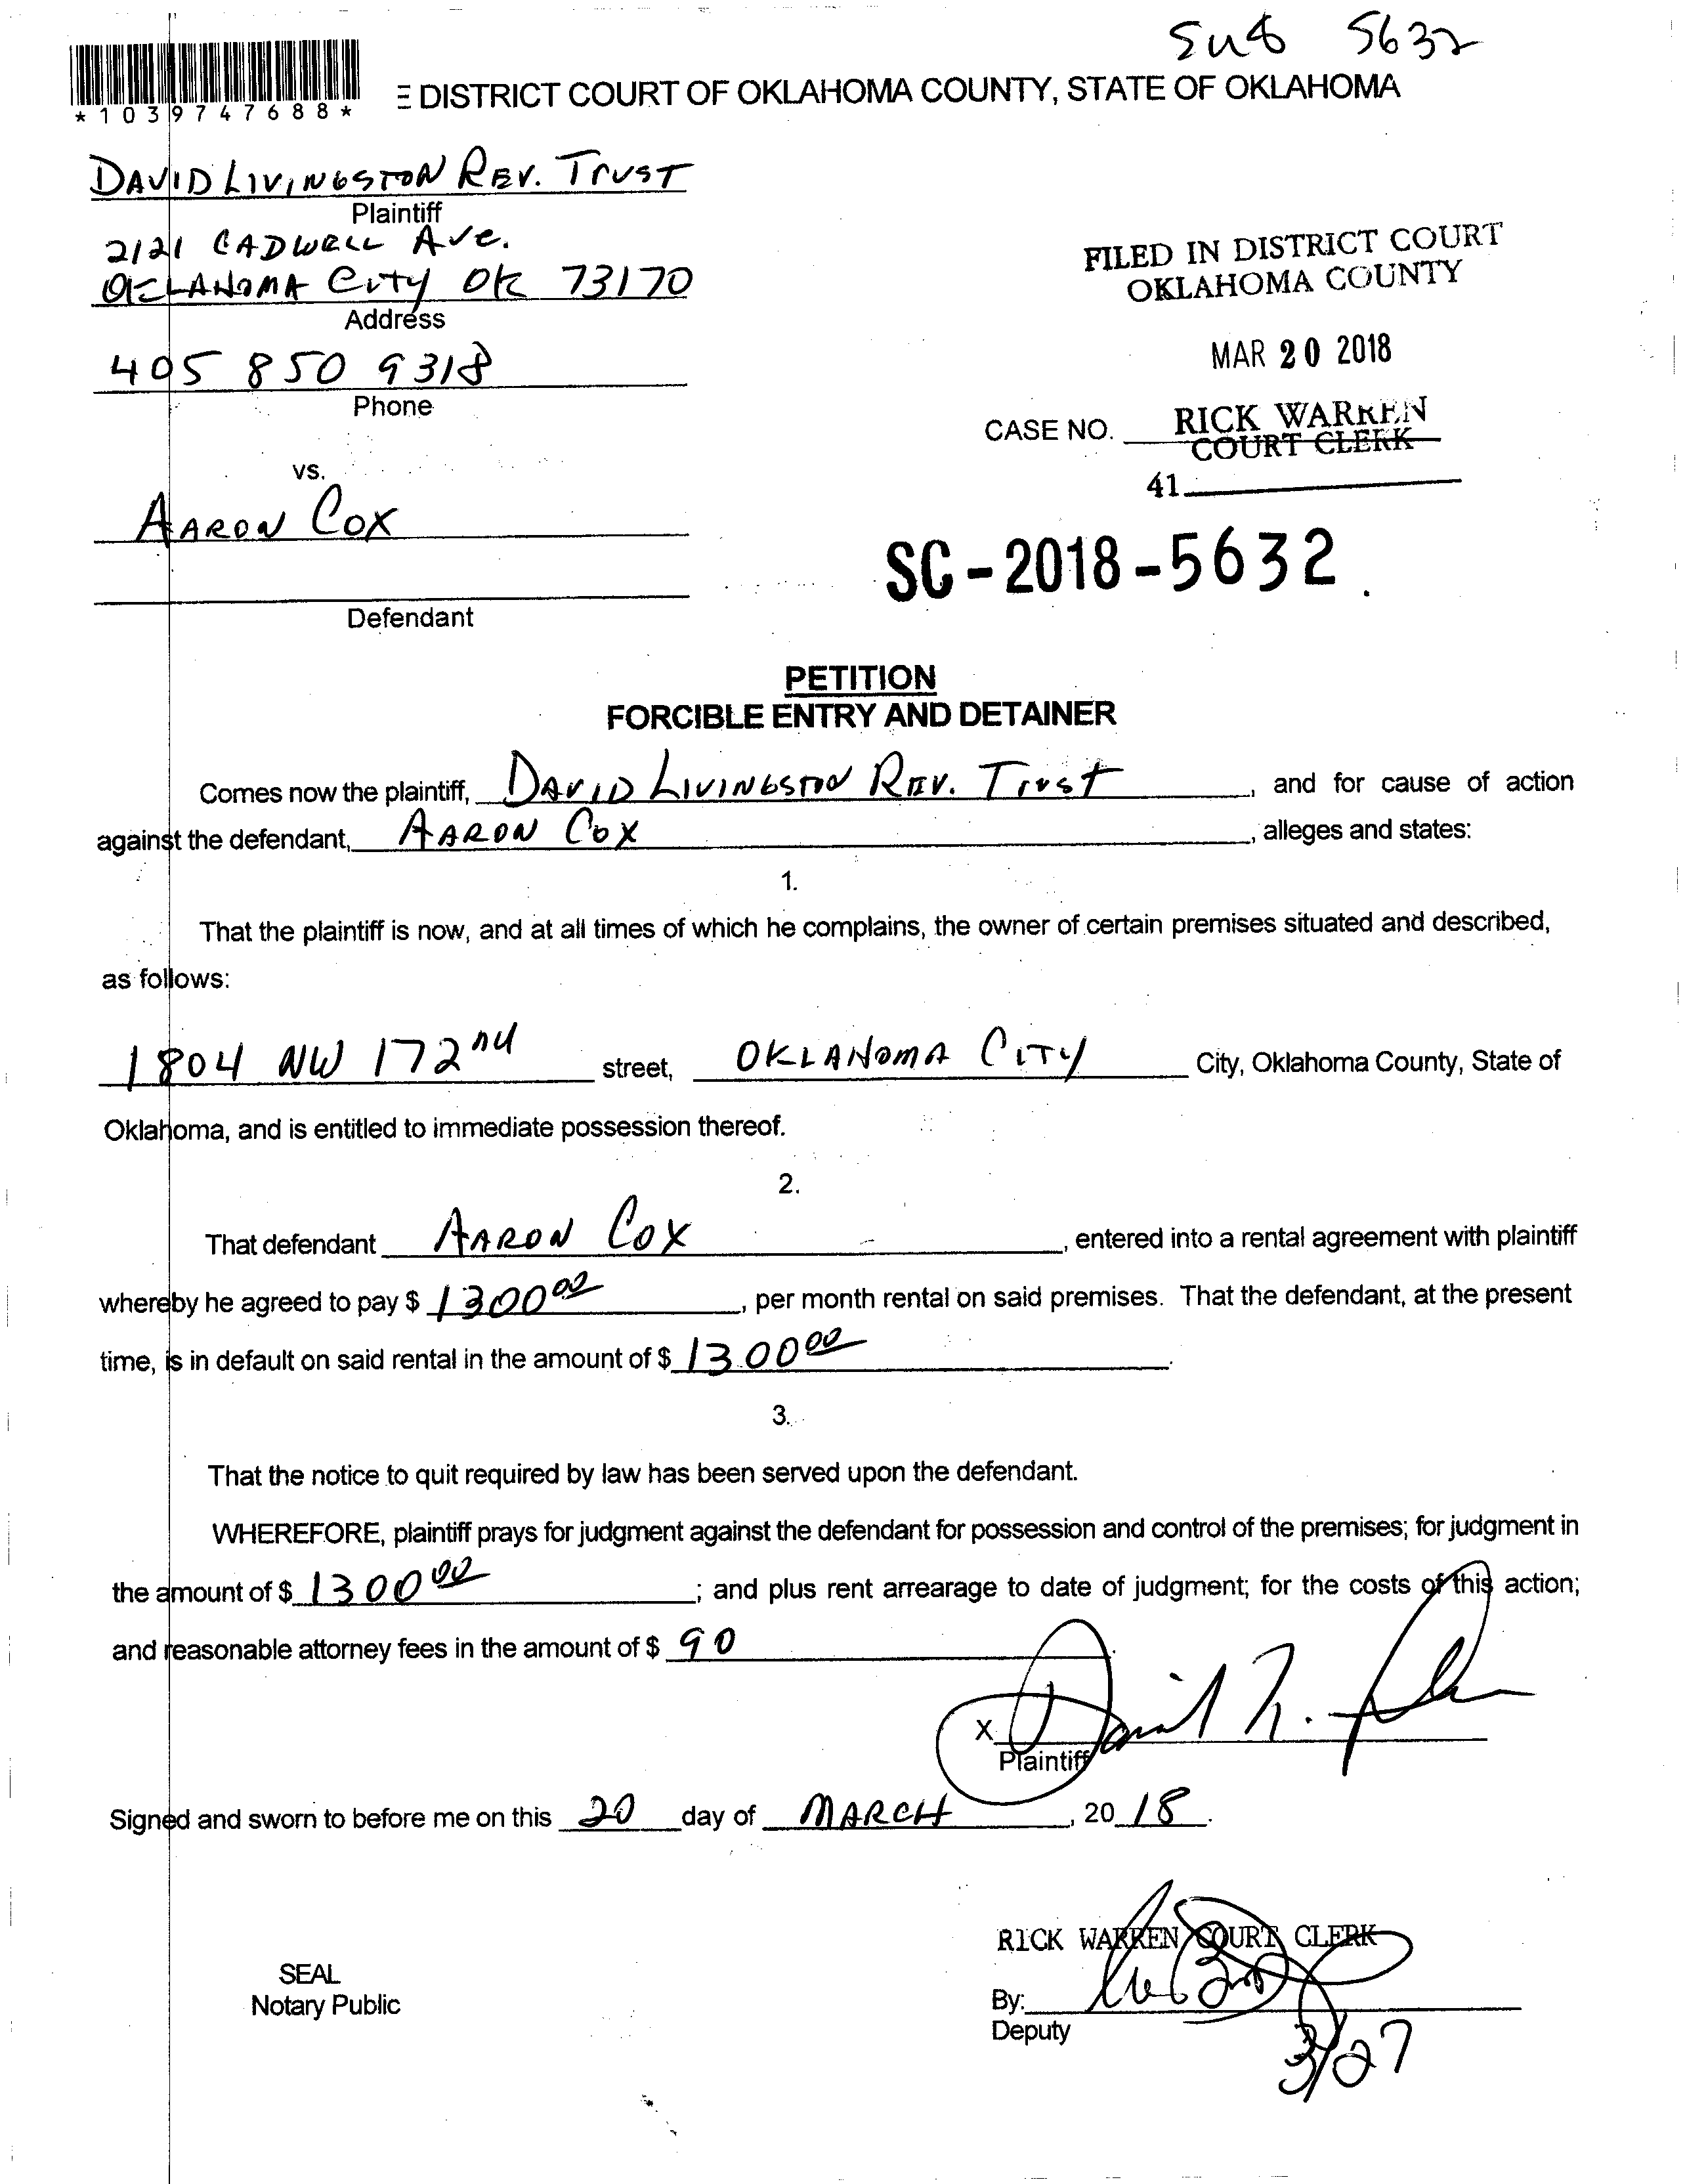 5632
*1039747688*
E DISTRICT COURT OF OKLAHOMA COUNTY, STATE OF OKLAHOMA
DAVID LIVINGSTON REV. TRUST
Plaintiff
2121 CADWELL AVE.
OKLAHOMA CITY OK 73170
Address
405 850 9318
Phone
FILED IN DISTRICT COURT
OKLAHOMA COUNTY
MAR 20 2018
CASE NO. RICK WARREN
COURT CLERK
41
vs.
AARON COX
SC-2018-5632
Defendant
PETITION
FORCIBLE ENTRY AND DETAINER
Comes now the plaintiff, DAVID LIVINGSTON REV. TRUST, and for cause of action
against the defendant, AARON COX, alleges and states:
1.
That the plaintiff is now, and at all times of which he complains, the owner of certain premises situated and described,
as follows:
1804 NW 172nd street, OKLAHOMA CITY City, Oklahoma County, State of
Oklahoma, and is entitled to immediate possession thereof.
2.
That defendant AARON COX, entered into a rental agreement with plaintiff
whereby he agreed to pay $ 1300 00, per month rental on said premises. That the defendant, at the present
time, is in default on said rental in the amount of $ 1300 00.
3.
That the notice to quit required by law has been served upon the defendant.
WHEREFORE, plaintiff prays for judgment against the defendant for possession and control of the premises; for judgment in
the amount of $ 1300 00; and plus rent arrearage to date of judgment; for the costs of this action;
and reasonable attorney fees in the amount of $ 90
X
Plaintiff
Signed and sworn to before me on this 20 day of MARCH, 20 18.
RICK WARREN COURT CLERK
SEAL
Notary Public
By:
Deputy
3/27